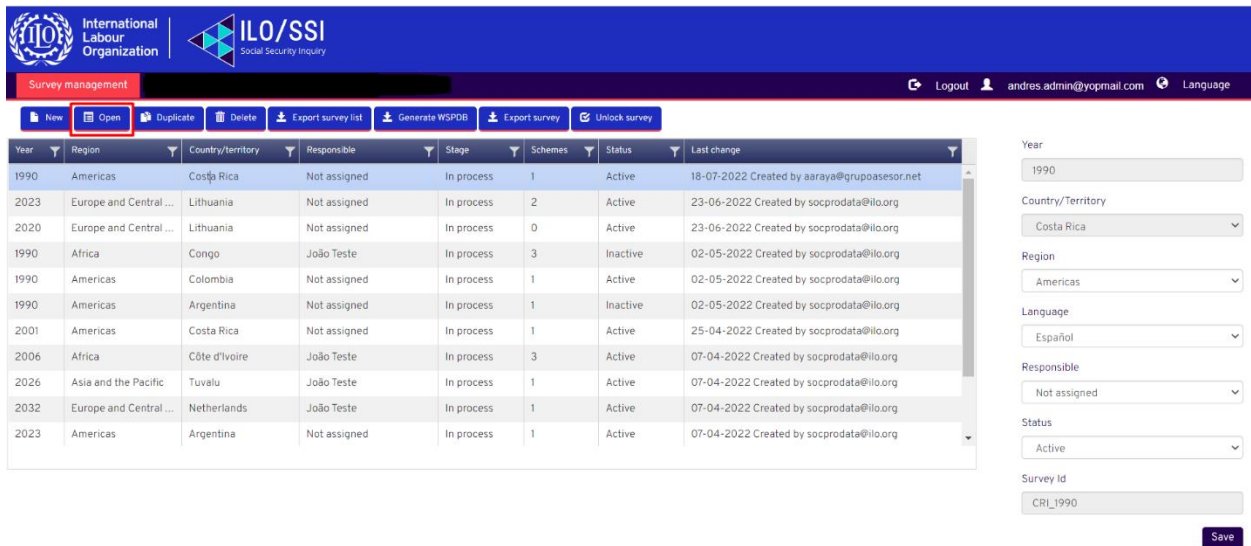 International
Labour
Organization
ILO
ILO/SSI
Social Security Inquiry
Survey management
Logout andres.admin@yopmail.com Language
New Open Duplicate Delete Export survey list Generate WSPDB Export survey Unlock survey
Year Region Country/territory Responsible Stage Schemes Status Last change
1990 Americas Costa Rica Not assigned In process 1 Active 18-07-2022 Created by aaraya@grupoasesor.net
2023 Europe and Central ... Lithuania Not assigned In process 2 Active 23-06-2022 Created by socprodata@ilo.org
2020 Europe and Central ... Lithuania Not assigned In process 0 Active 23-06-2022 Created by socprodata@ilo.org
1990 Africa Congo João Teste In process 3 Inactive 02-05-2022 Created by socprodata@ilo.org
1990 Americas Colombia Not assigned In process 1 Active 02-05-2022 Created by socprodata@ilo.org
1990 Americas Argentina Not assigned In process 1 Inactive 02-05-2022 Created by socprodata@ilo.org
2001 Americas Costa Rica Not assigned In process 1 Active 25-04-2022 Created by socprodata@ilo.org
2006 Africa Côte d'Ivoire João Teste In process 3 Active 07-04-2022 Created by socprodata@ilo.org
2026 Asia and the Pacific Tuvalu João Teste In process 1 Active 07-04-2022 Created by socprodata@ilo.org
2032 Europe and Central ... Netherlands João Teste In process 1 Active 07-04-2022 Created by socprodata@ilo.org
2023 Americas Argentina Not assigned In process 1 Active 07-04-2022 Created by socprodata@ilo.org
Year
1990
Country/Territory
Costa Rica
Region
Americas
Language
Español
Responsible
Not assigned
Status
Active
Survey Id
CRI_1990
Save